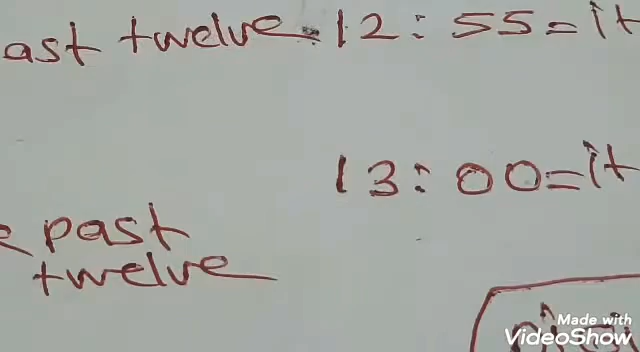 ast twelve 12:55=it
13:00=it
past
twelve
Made with
VideoShow